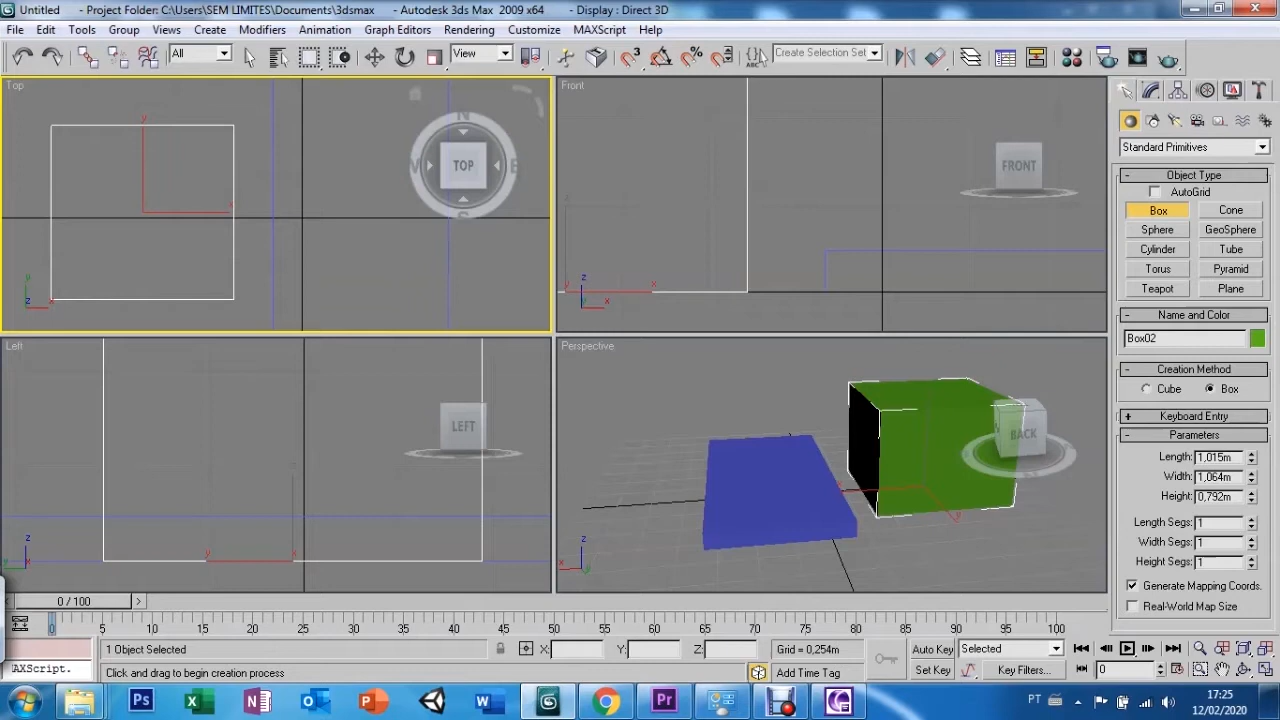 Untitled - Project Folder: C:\Users\SEM LIMITES\Documents\3dsmax - Autodesk 3ds Max 2009 x64 - Display : Direct 3D
File Edit Tools Group Views Create Modifiers Animation Graph Editors Rendering Customize MAXScript Help
All View 3 % ABC Create Selection Set
Top Front
N
TOP
S
FRONT
y
x
z
Standard Primitives
Object Type
AutoGrid
Box Cone
Sphere GeoSphere
Cylinder Tube
Torus Pyramid
Teapot Plane
Name and Color
Box02
Creation Method
Cube Box
Keyboard Entry
Parameters
Length: 1,015m
Width: 1,064m
Height: 0,792m
Length Segs: 1
Width Segs: 1
Height Segs: 1
Generate Mapping Coords.
Real-World Map Size
Left Perspective
LEFT
BACK
0 / 100
0 5 10 15 20 25 30 35 40 45 50 55 60 65 70 75 80 85 90 95 100
1 Object Selected X: Y: Z: Grid = 0,254m Auto Key Selected
AXScript. Click and drag to begin creation process Add Time Tag Set Key Key Filters... 0
Ps X N O P W Pr PT 17:25
12/02/2020